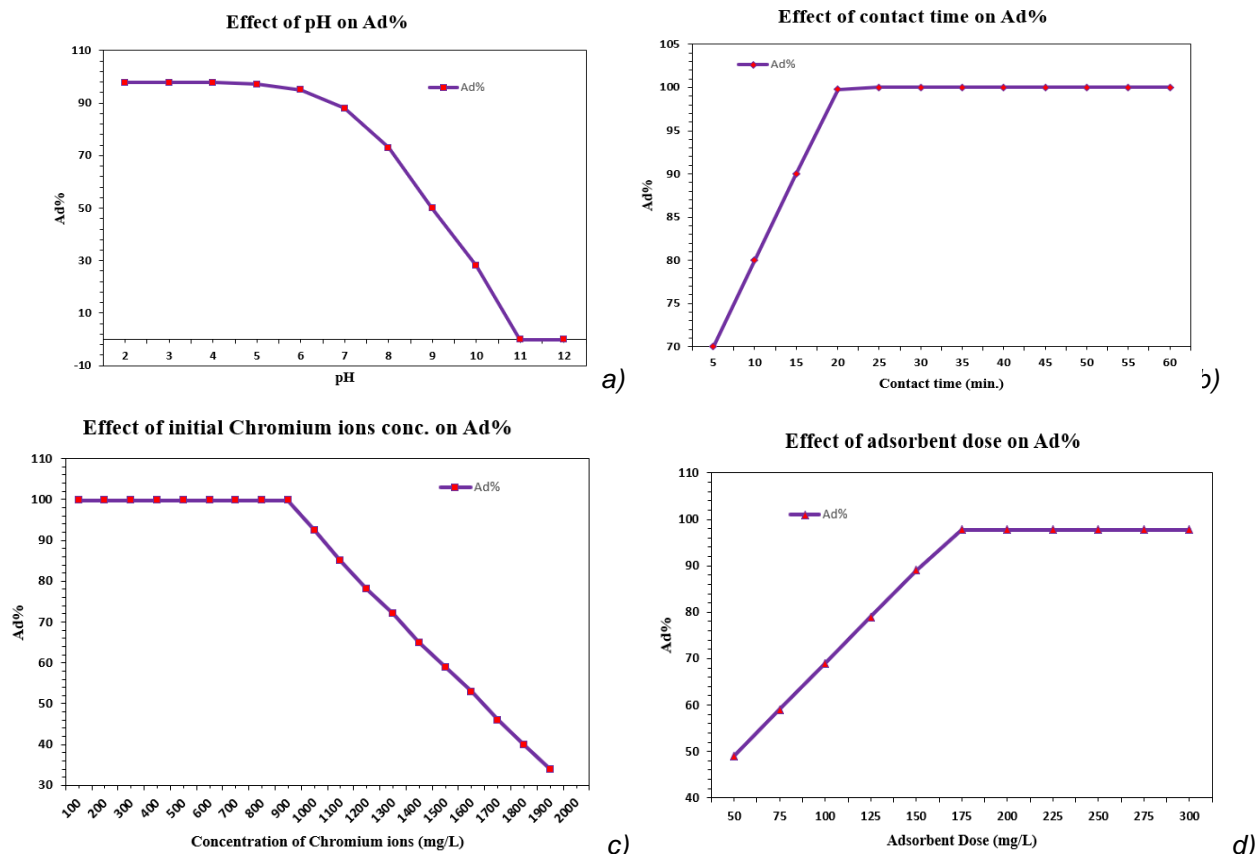 Effect of pH on Ad%
110
90
70
50
30
10
-10
Ad%
Ad%
2 3 4 5 6 7 8 9 10 11 12
pH
a)
Effect of contact time on Ad%
105
100
95
90
85
80
75
70
Ad%
Ad%
5 10 15 20 25 30 35 40 45 50 55 60
Contact time (min.)
b)
Effect of initial Chromium ions conc. on Ad%
110
100
90
80
70
60
50
40
30
Ad%
Ad%
100 200 300 400 500 600 700 800 900 1000 1100 1200 1300 1400 1500 1600 1700 1800 1900 2000
Concentration of Chromium ions (mg/L)
c)
Effect of adsorbent dose on Ad%
110
100
90
80
70
60
50
40
Ad%
Ad%
50 75 100 125 150 175 200 225 250 275 300
Adsorbent Dose (mg/L)
d)